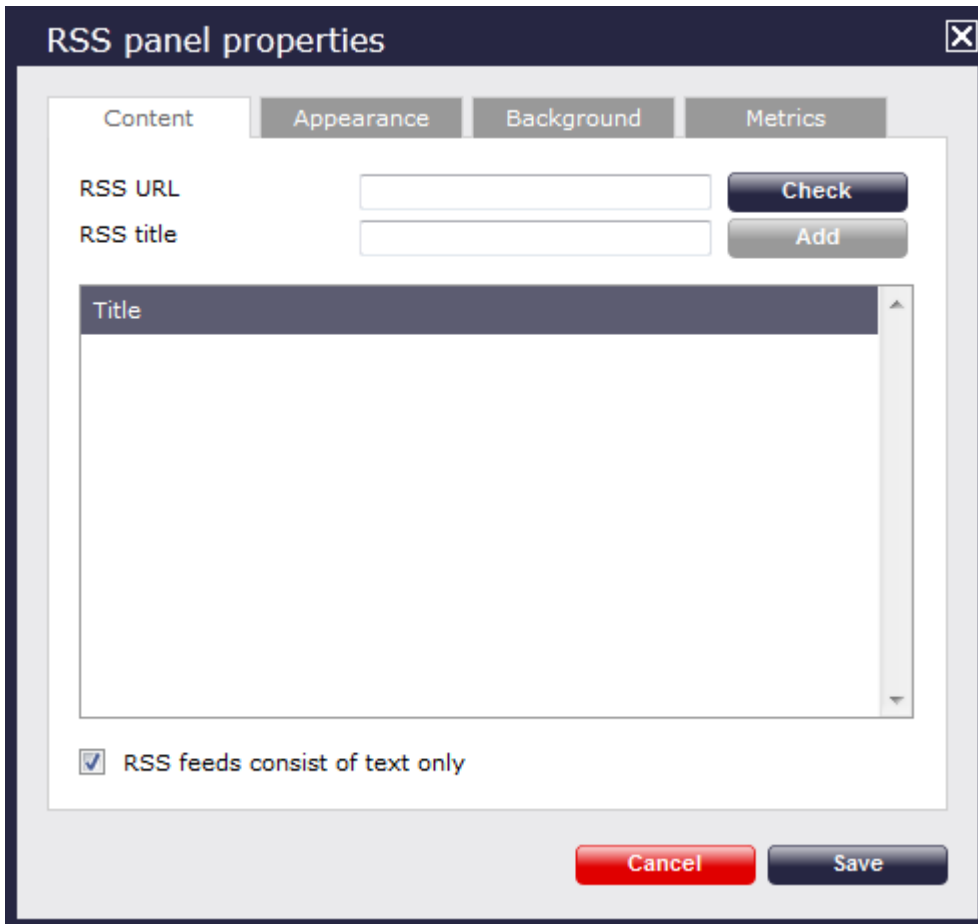 RSS panel properties
Content Appearance Background Metrics
RSS URL Check
RSS title Add
Title
RSS feeds consist of text only
Cancel Save